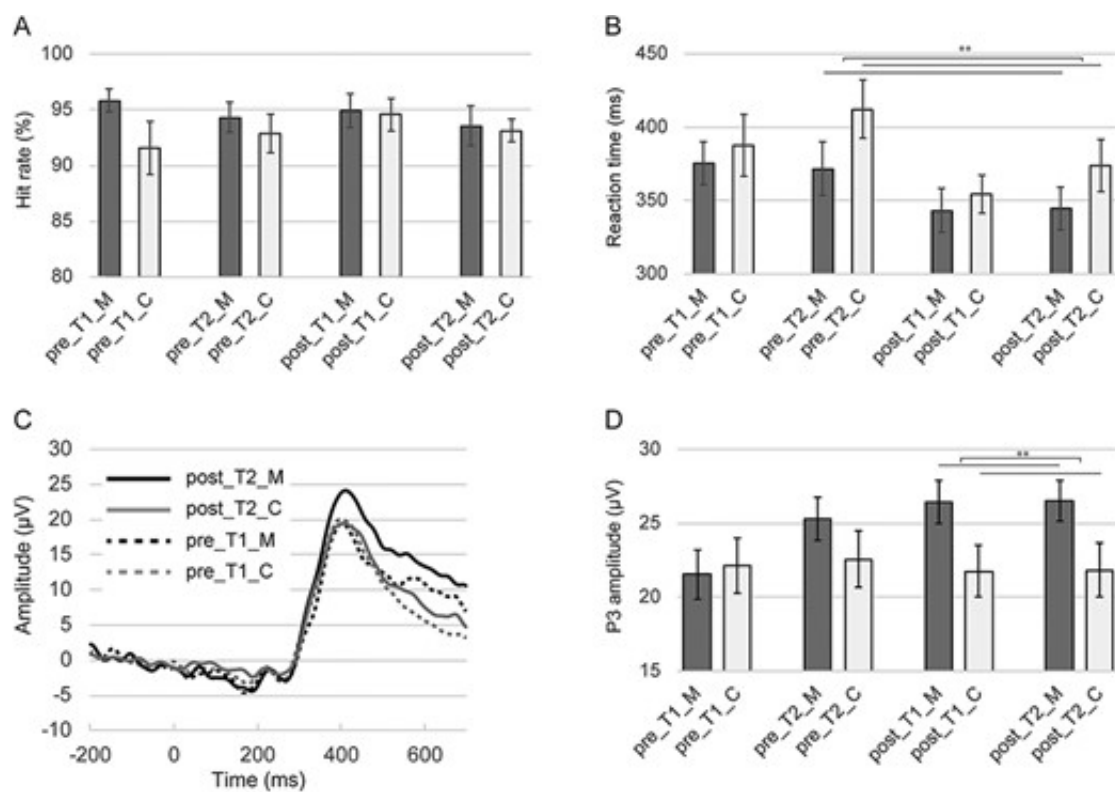 A
100
95
90
85
80
Hit rate (%)
pre_T1_M
pre_T1_C
pre_T2_M
pre_T2_C
post_T1_M
post_T1_C
post_T2_M
post_T2_C
B
**
450
400
350
300
Reaction time (ms)
pre_T1_M
pre_T1_C
pre_T2_M
pre_T2_C
post_T1_M
post_T1_C
post_T2_M
post_T2_C
C
30
25
20
15
10
5
0
-5
-10
Amplitude (µV)
post_T2_M
post_T2_C
pre_T1_M
pre_T1_C
-200 0 200 400 600
Time (ms)
D
**
30
25
20
15
P3 amplitude (µV)
pre_T1_M
pre_T1_C
pre_T2_M
pre_T2_C
post_T1_M
post_T1_C
post_T2_M
post_T2_C